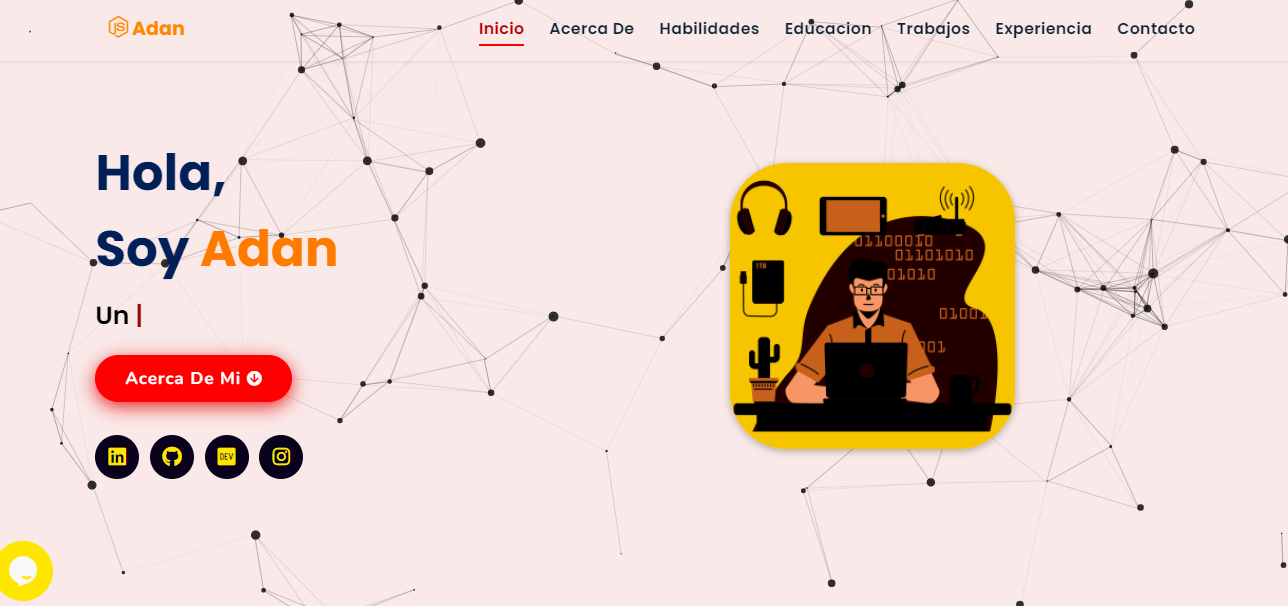 JS Adan
Inicio Acerca De Habilidades Educacion Trabajos Experiencia Contacto
Hola,
Soy Adan
Un |
Acerca De Mi
in DEV
1TB
01100010
01101010
01010
01001
001